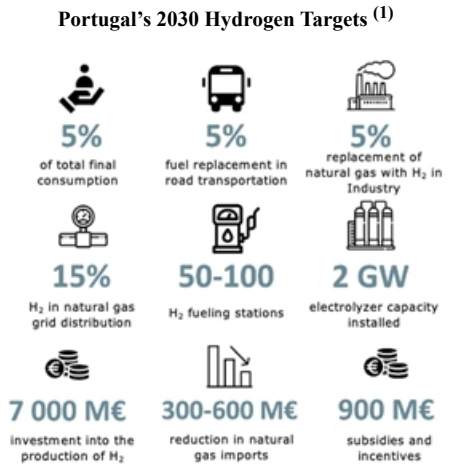 Portugal's 2030 Hydrogen Targets (1)
5%
of total final
consumption
5%
fuel replacement in
road transportation
5%
replacement of
natural gas with H₂ in
Industry
15%
H₂ in natural gas
grid distribution
50-100
H₂ fueling stations
2 GW
electrolyzer capacity
installed
7 000 M€
investment into the
production of H₂
300-600 M€
reduction in natural
gas imports
900 M€
subsidies and
incentives